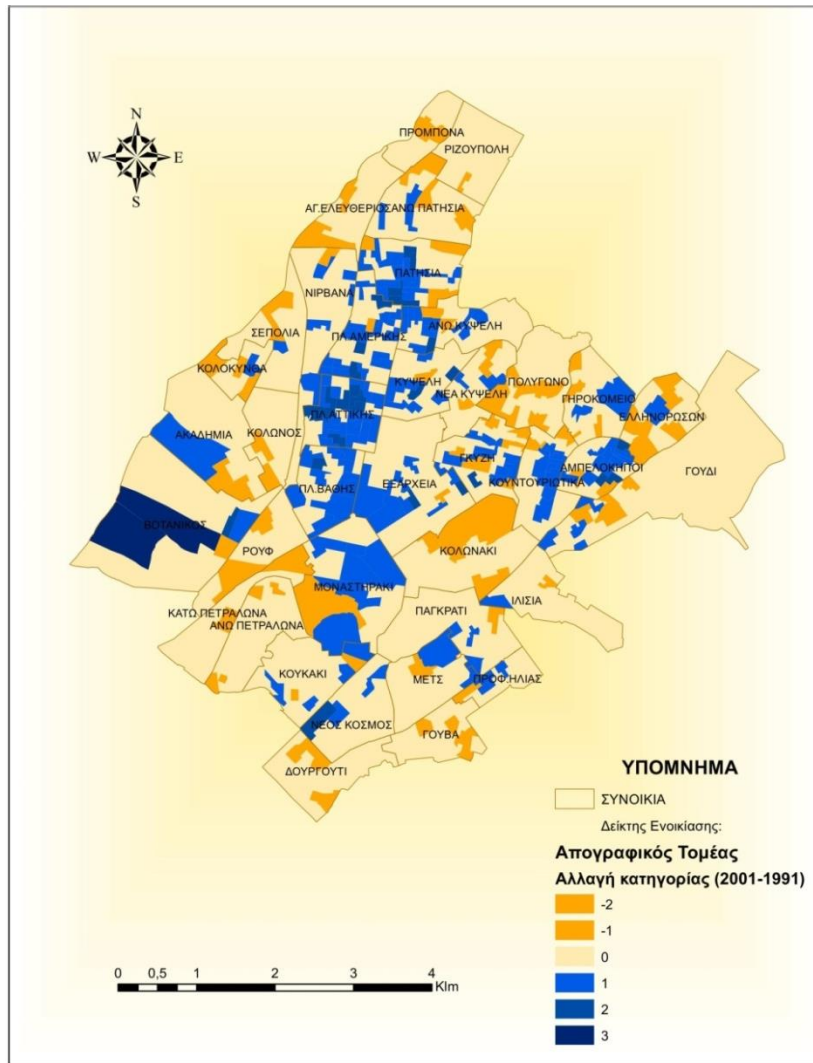 N
W E
S
ΠΡΟΜΠΟΝΑ
ΡΙΖΟΥΠΟΛΗ
ΑΓ.ΕΛΕΥΘΕΡΙΟΣ
ΑΝΩ ΠΑΤΗΣΙΑ
ΠΑΤΗΣΙΑ
ΝΙΡΒΑΝΑ
ΣΕΠΟΛΙΑ
ΠΛ.ΑΜΕΡΙΚΗΣ
ΑΝΩ ΚΥΨΕΛΗ
ΚΟΛΟΚΥΝΘΑ
ΚΥΨΕΛΗ
ΝΕΑ ΚΥΨΕΛΗ
ΠΟΛΥΓΩΝΟ
ΓΗΡΟΚΟΜΕΙΟ
ΕΛΛΗΝΟΡΩΣΩΝ
ΠΛ.ΑΤΤΙΚΗΣ
ΑΚΑΔΗΜΙΑ
ΚΟΛΩΝΟΣ
ΓΚΥΖΗ
ΑΜΠΕΛΟΚΗΠΟΙ
ΓΟΥΔΙ
ΠΛ.ΒΑΘΗΣ
ΕΞΑΡΧΕΙΑ
ΚΟΥΝΤΟΥΡΙΩΤΙΚΑ
ΒΟΤΑΝΙΚΟΣ
ΡΟΥΦ
ΚΟΛΩΝΑΚΙ
ΜΟΝΑΣΤΗΡΑΚΙ
ΙΛΙΣΙΑ
ΚΑΤΩ ΠΕΤΡΑΛΩΝΑ
ΑΝΩ ΠΕΤΡΑΛΩΝΑ
ΠΑΓΚΡΑΤΙ
ΚΟΥΚΑΚΙ
ΜΕΤΣ
ΠΡΟΦ.ΗΛΙΑΣ
ΝΕΟΣ ΚΟΣΜΟΣ
ΓΟΥΒΑ
ΔΟΥΡΓΟΥΤΙ
ΥΠΟΜΝΗΜΑ
ΣΥΝΟΙΚΙΑ
Δείκτης Ενοικίασης:
Απογραφικός Τομέας
Αλλαγή κατηγορίας (2001-1991)
-2
-1
0
1
2
3
0 0,5 1 2 3 4
Klm